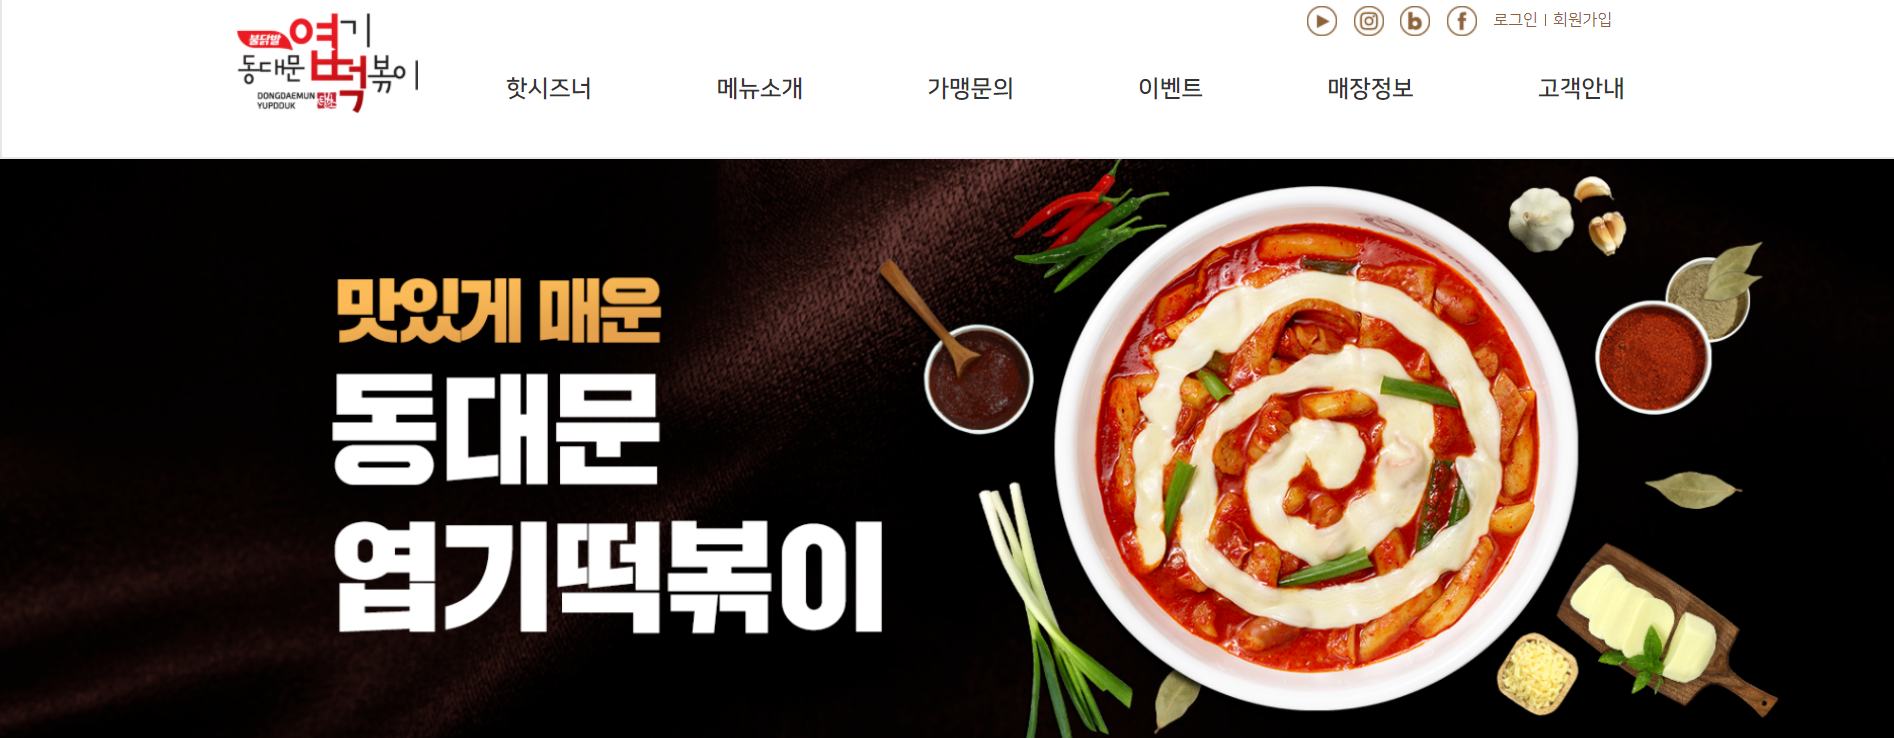 불닭발
엽기
동대문 떡볶이
DONGDAEMUN
YUPDDUK
로그인 | 회원가입
핫시즈너 메뉴소개 가맹문의 이벤트 매장정보 고객안내
맛있게 매운
동대문
엽기떡볶이